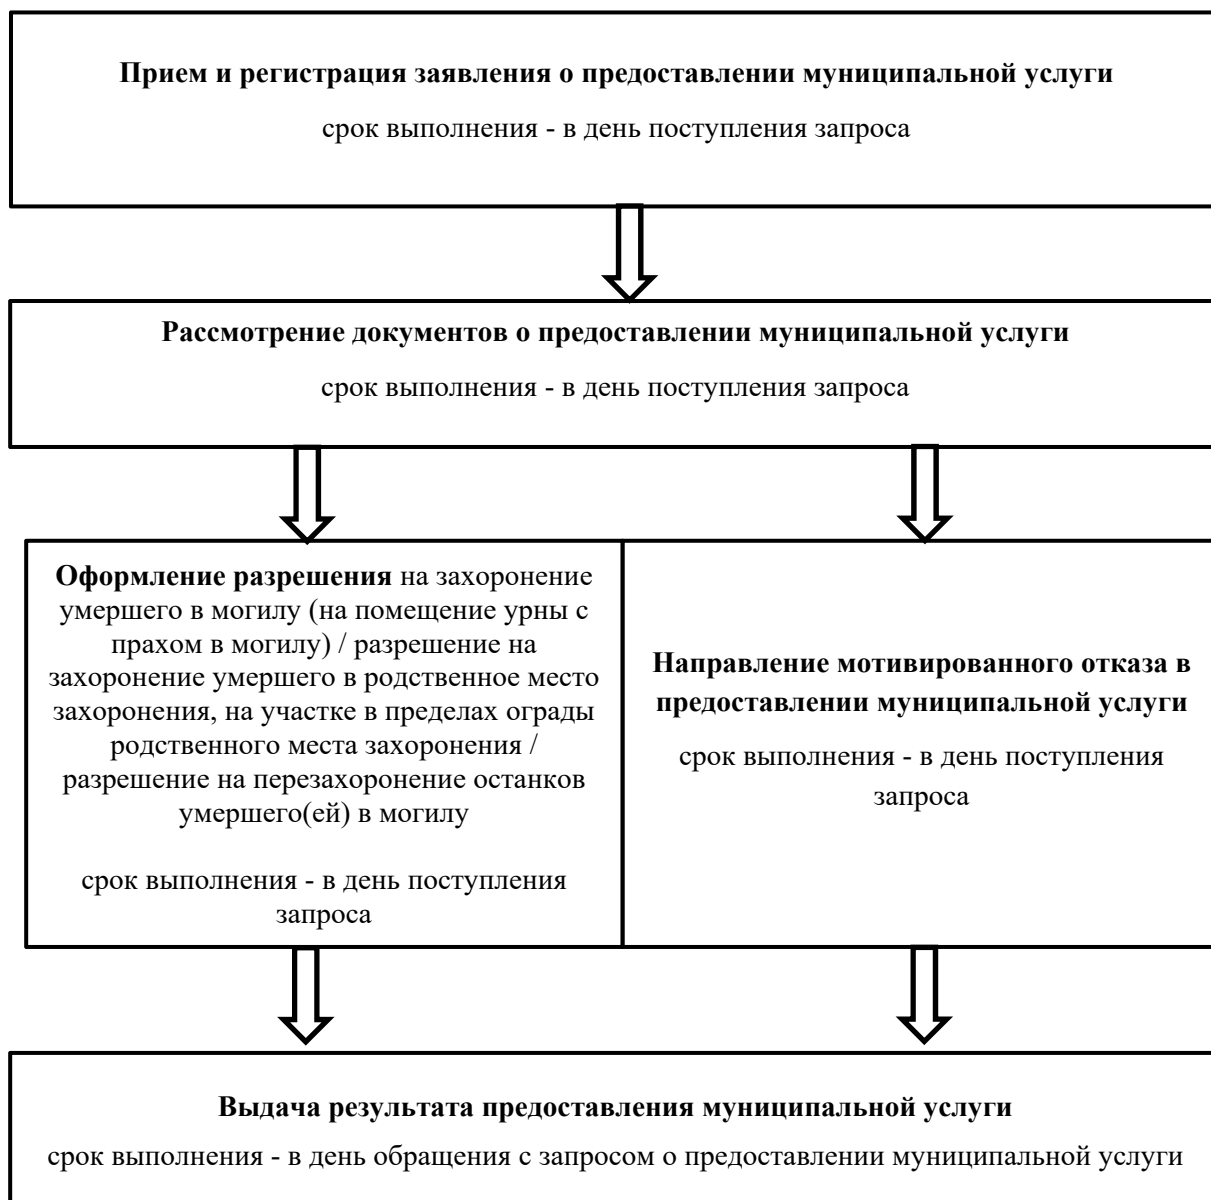 Прием и регистрация заявления о предоставлении муниципальной услуги
срок выполнения - в день поступления запроса
Рассмотрение документов о предоставлении муниципальной услуги
срок выполнения - в день поступления запроса
Оформление разрешения на захоронение
умершего в могилу (на помещение урны с
прахом в могилу) / разрешение на
захоронение умершего в родственное место
захоронения, на участке в пределах ограды
родственного места захоронения /
разрешение на перезахоронение останков
умершего(ей) в могилу
срок выполнения - в день поступления
запроса
Направление мотивированного отказа в
предоставлении муниципальной услуги
срок выполнения - в день поступления
запроса
Выдача результата предоставления муниципальной услуги
срок выполнения - в день обращения с запросом о предоставлении муниципальной услуги